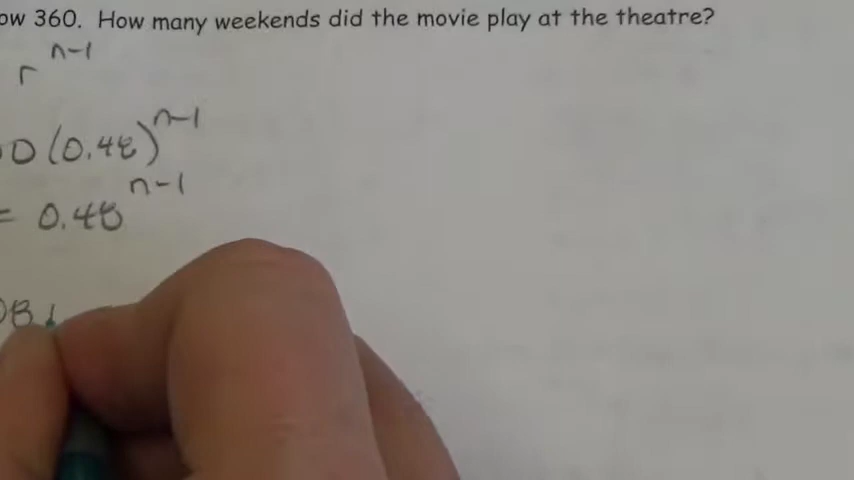 ow 360. How many weekends did the movie play at the theatre?
r^n-1
0 (0.48)^n-1
= 0.48^n-1
08